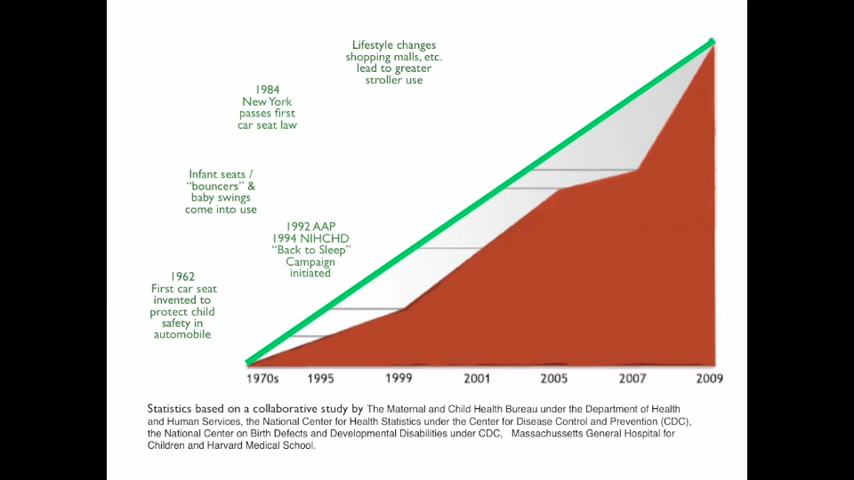 Lifestyle changes
shopping malls, etc.
lead to greater
stroller use
1984
New York
passes first
car seat law
Infant seats /
"bouncers" &
baby swings
come into use
1992 AAP
1994 NIHCHD
"Back to Sleep"
Campaign
initiated
1962
First car seat
invented to
protect child
safety in
automobile
1970s 1995 1999 2001 2005 2007 2009
Statistics based on a collaborative study by The Maternal and Child Health Bureau under the Department of Health
and Human Services, the National Center for Health Statistics under the Center for Disease Control and Prevention (CDC),
the National Center on Birth Defects and Developmental Disabilities under CDC, Massachussetts General Hospital for
Children and Harvard Medical School.